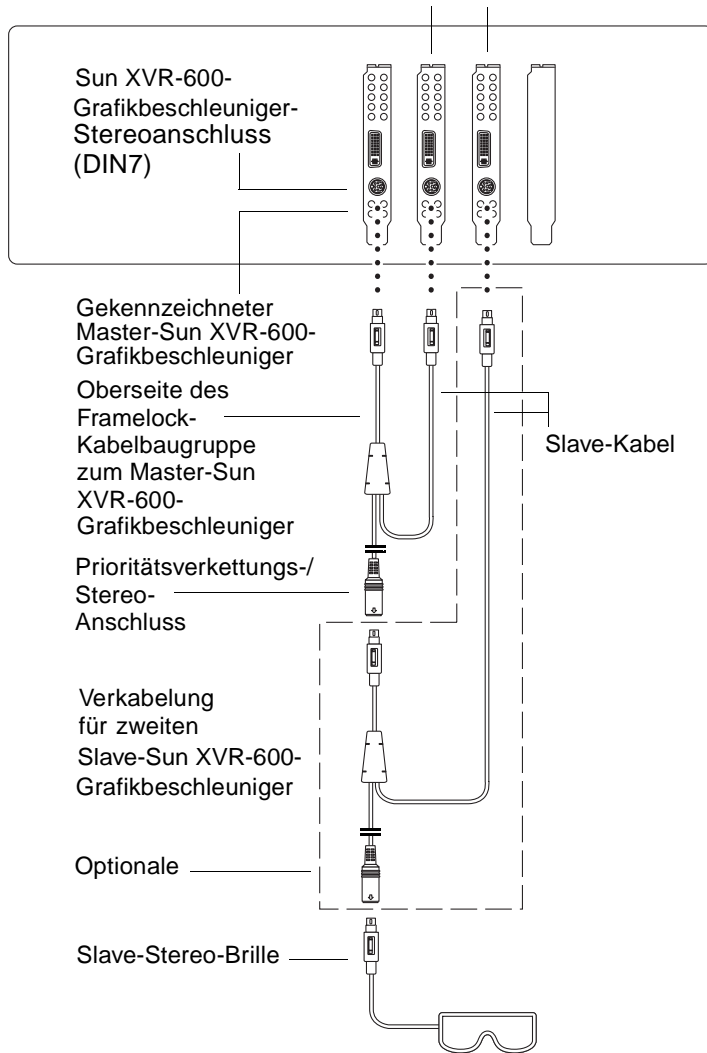 Sun XVR-600-
Grafikbeschleuniger-
Stereoanschluss
(DIN7)
Gekennzeichneter
Master-Sun XVR-600-
Grafikbeschleuniger
Oberseite des
Framelock-
Kabelbaugruppe
zum Master-Sun
XVR-600-
Grafikbeschleuniger
Slave-Kabel
Prioritätsverkettungs-/
Stereo-
Anschluss
Verkabelung
für zweiten
Slave-Sun XVR-600-
Grafikbeschleuniger
Optionale
Slave-Stereo-Brille